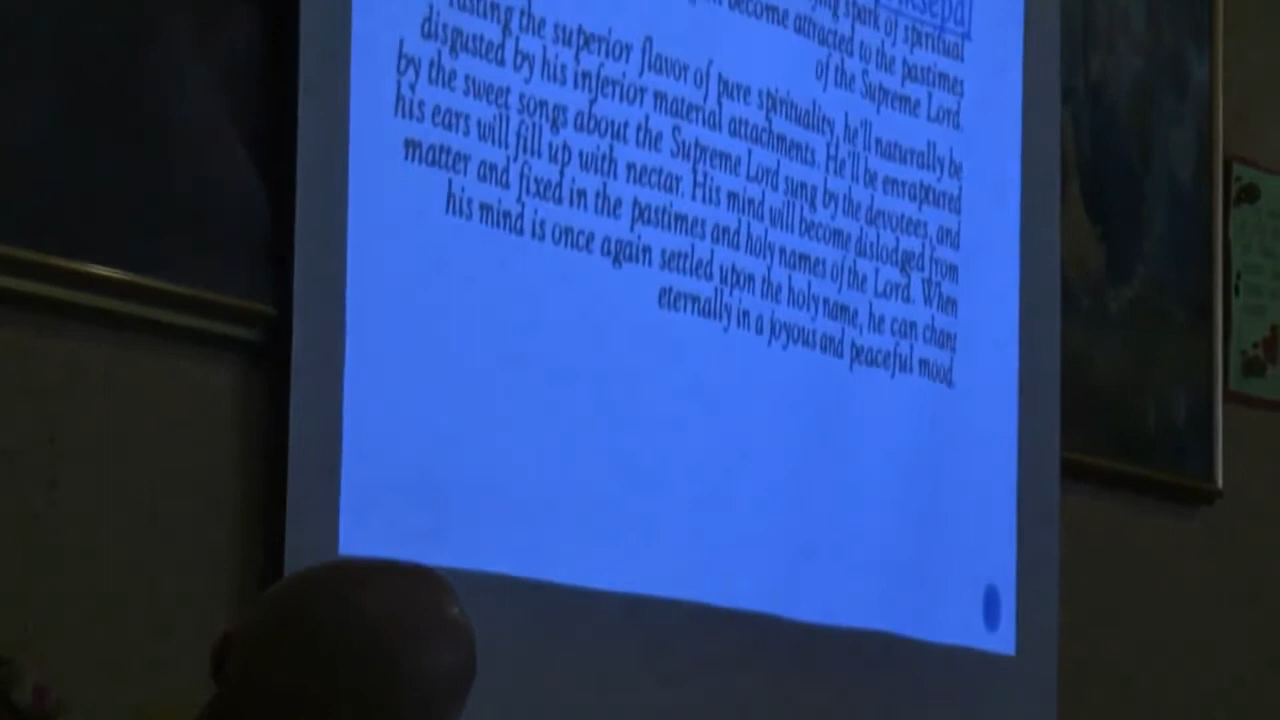 spark of spiritual
become attracted to the pastimes
of the Supreme Lord.
the superior flavor of pure spirituality, he'll naturally be
disgusted by his inferior material attachments. He'll be enraptured
by the sweet songs about the Supreme Lord sung by the devotees, and
his ears will fill up with nectar. His mind will become dislodged from
matter and fixed in the pastimes and holy names of the Lord. When
his mind is once again settled upon the holy name, he can chant
eternally in a joyous and peaceful mood.